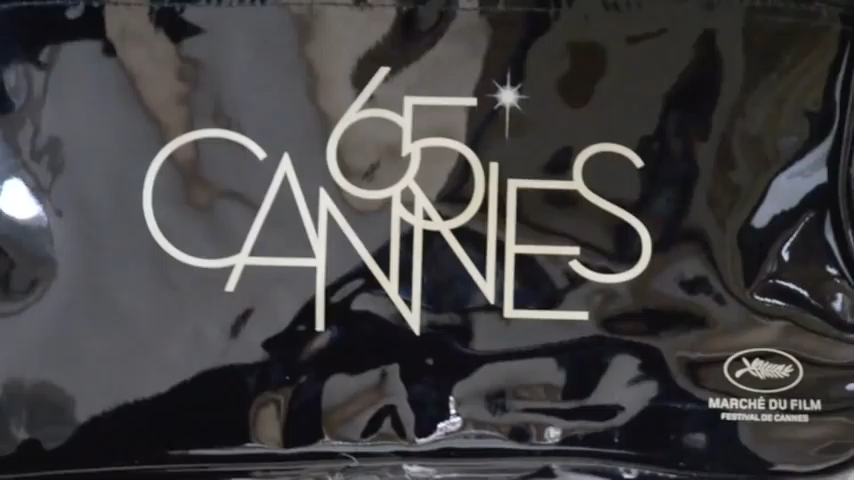 65
CANNES
MARCHÉ DU FILM
FESTIVAL DE CANNES